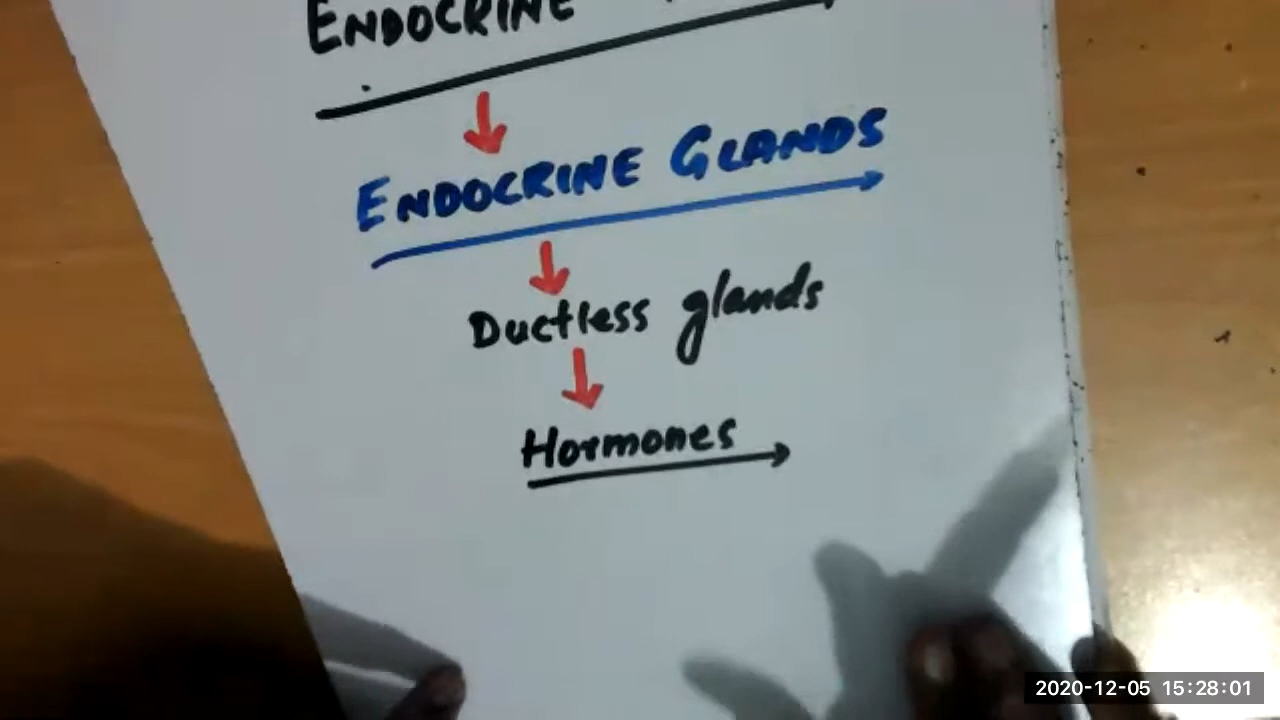 ENDOCRINE
ENDOCRINE GLANDS
Ductless glands
Hormones
2020-12-05 15:28:01